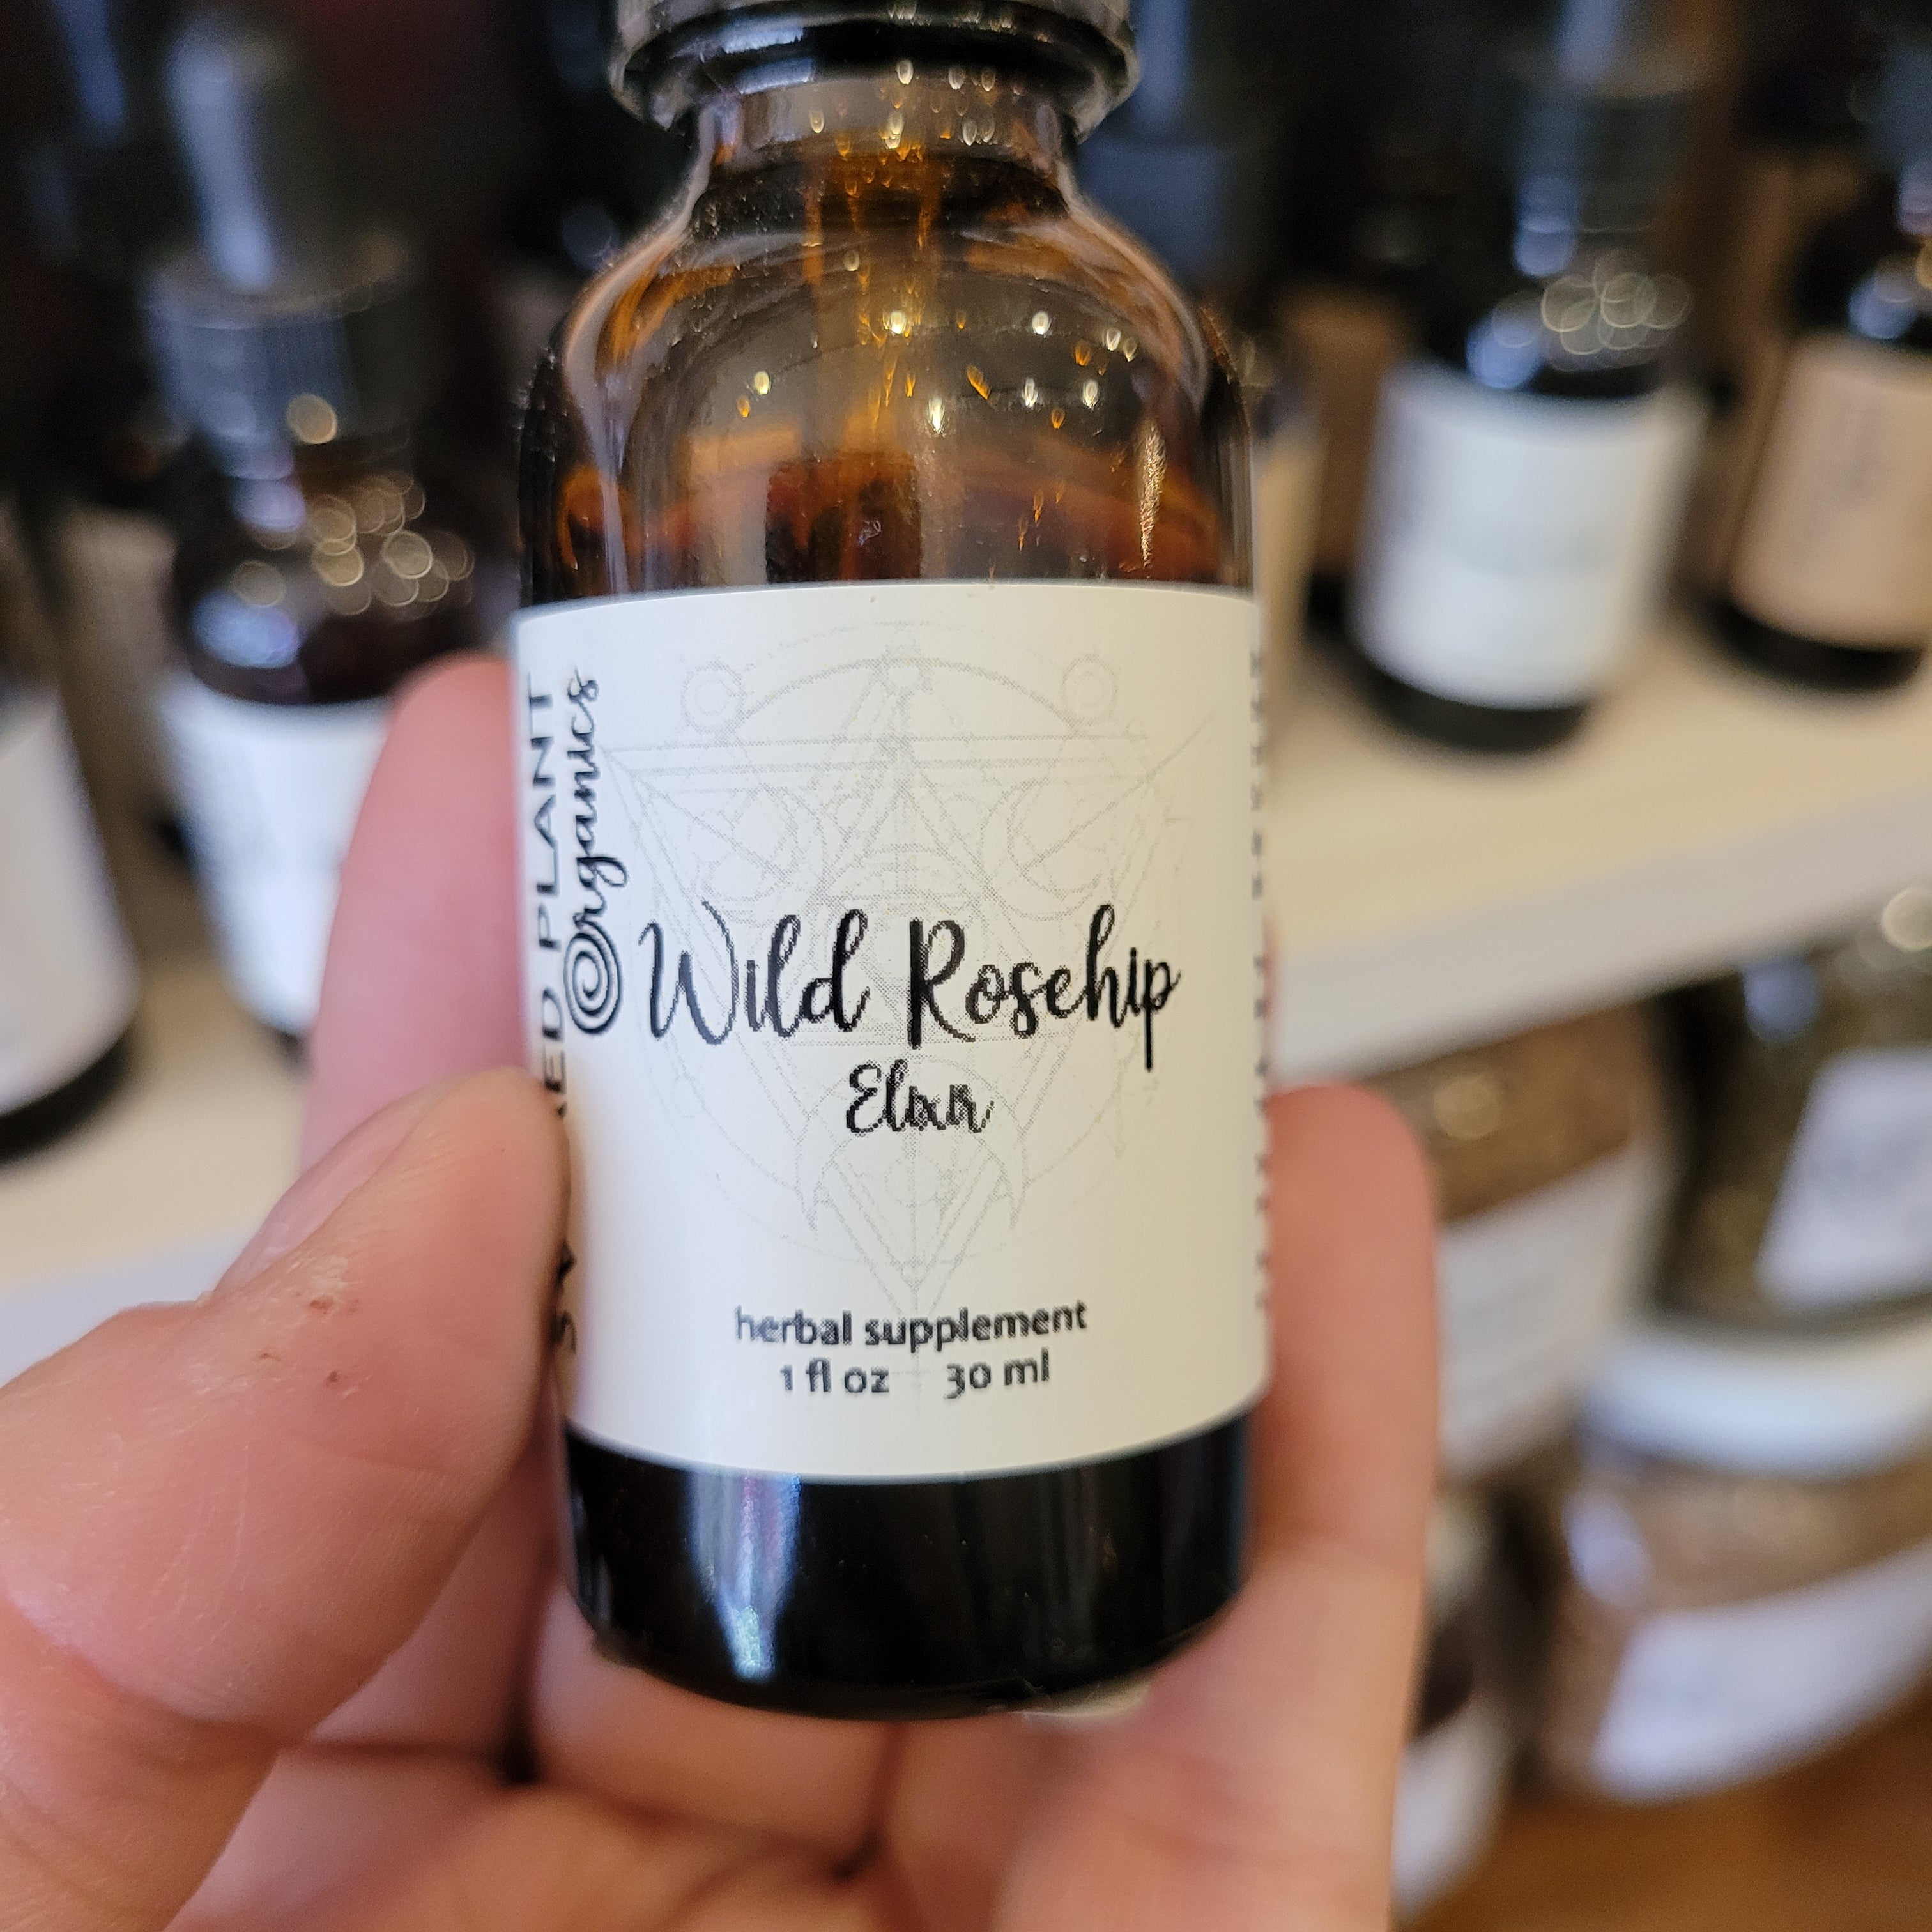 PLANT
Organics
Wild Rosehip
Elixir
herbal supplement
1 fl oz 30 ml